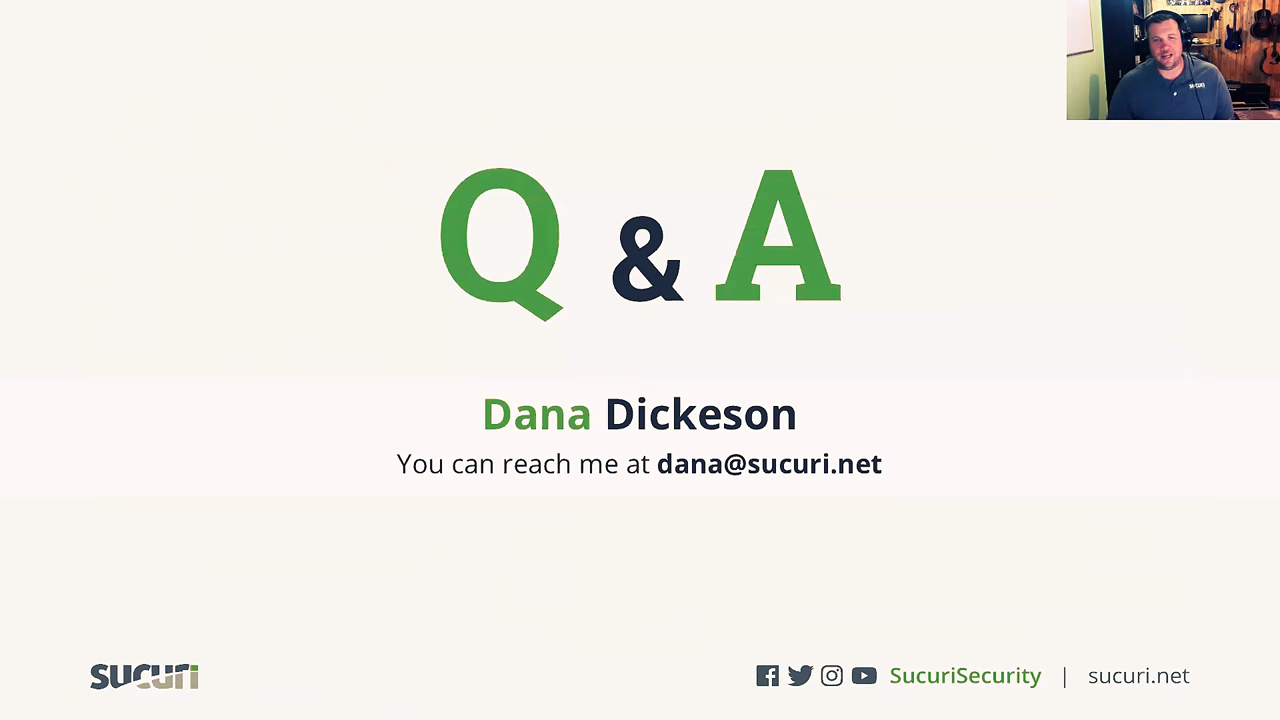 Q & A
Dana Dickeson
You can reach me at dana@sucuri.net
sucuri
SucuriSecurity | sucuri.net